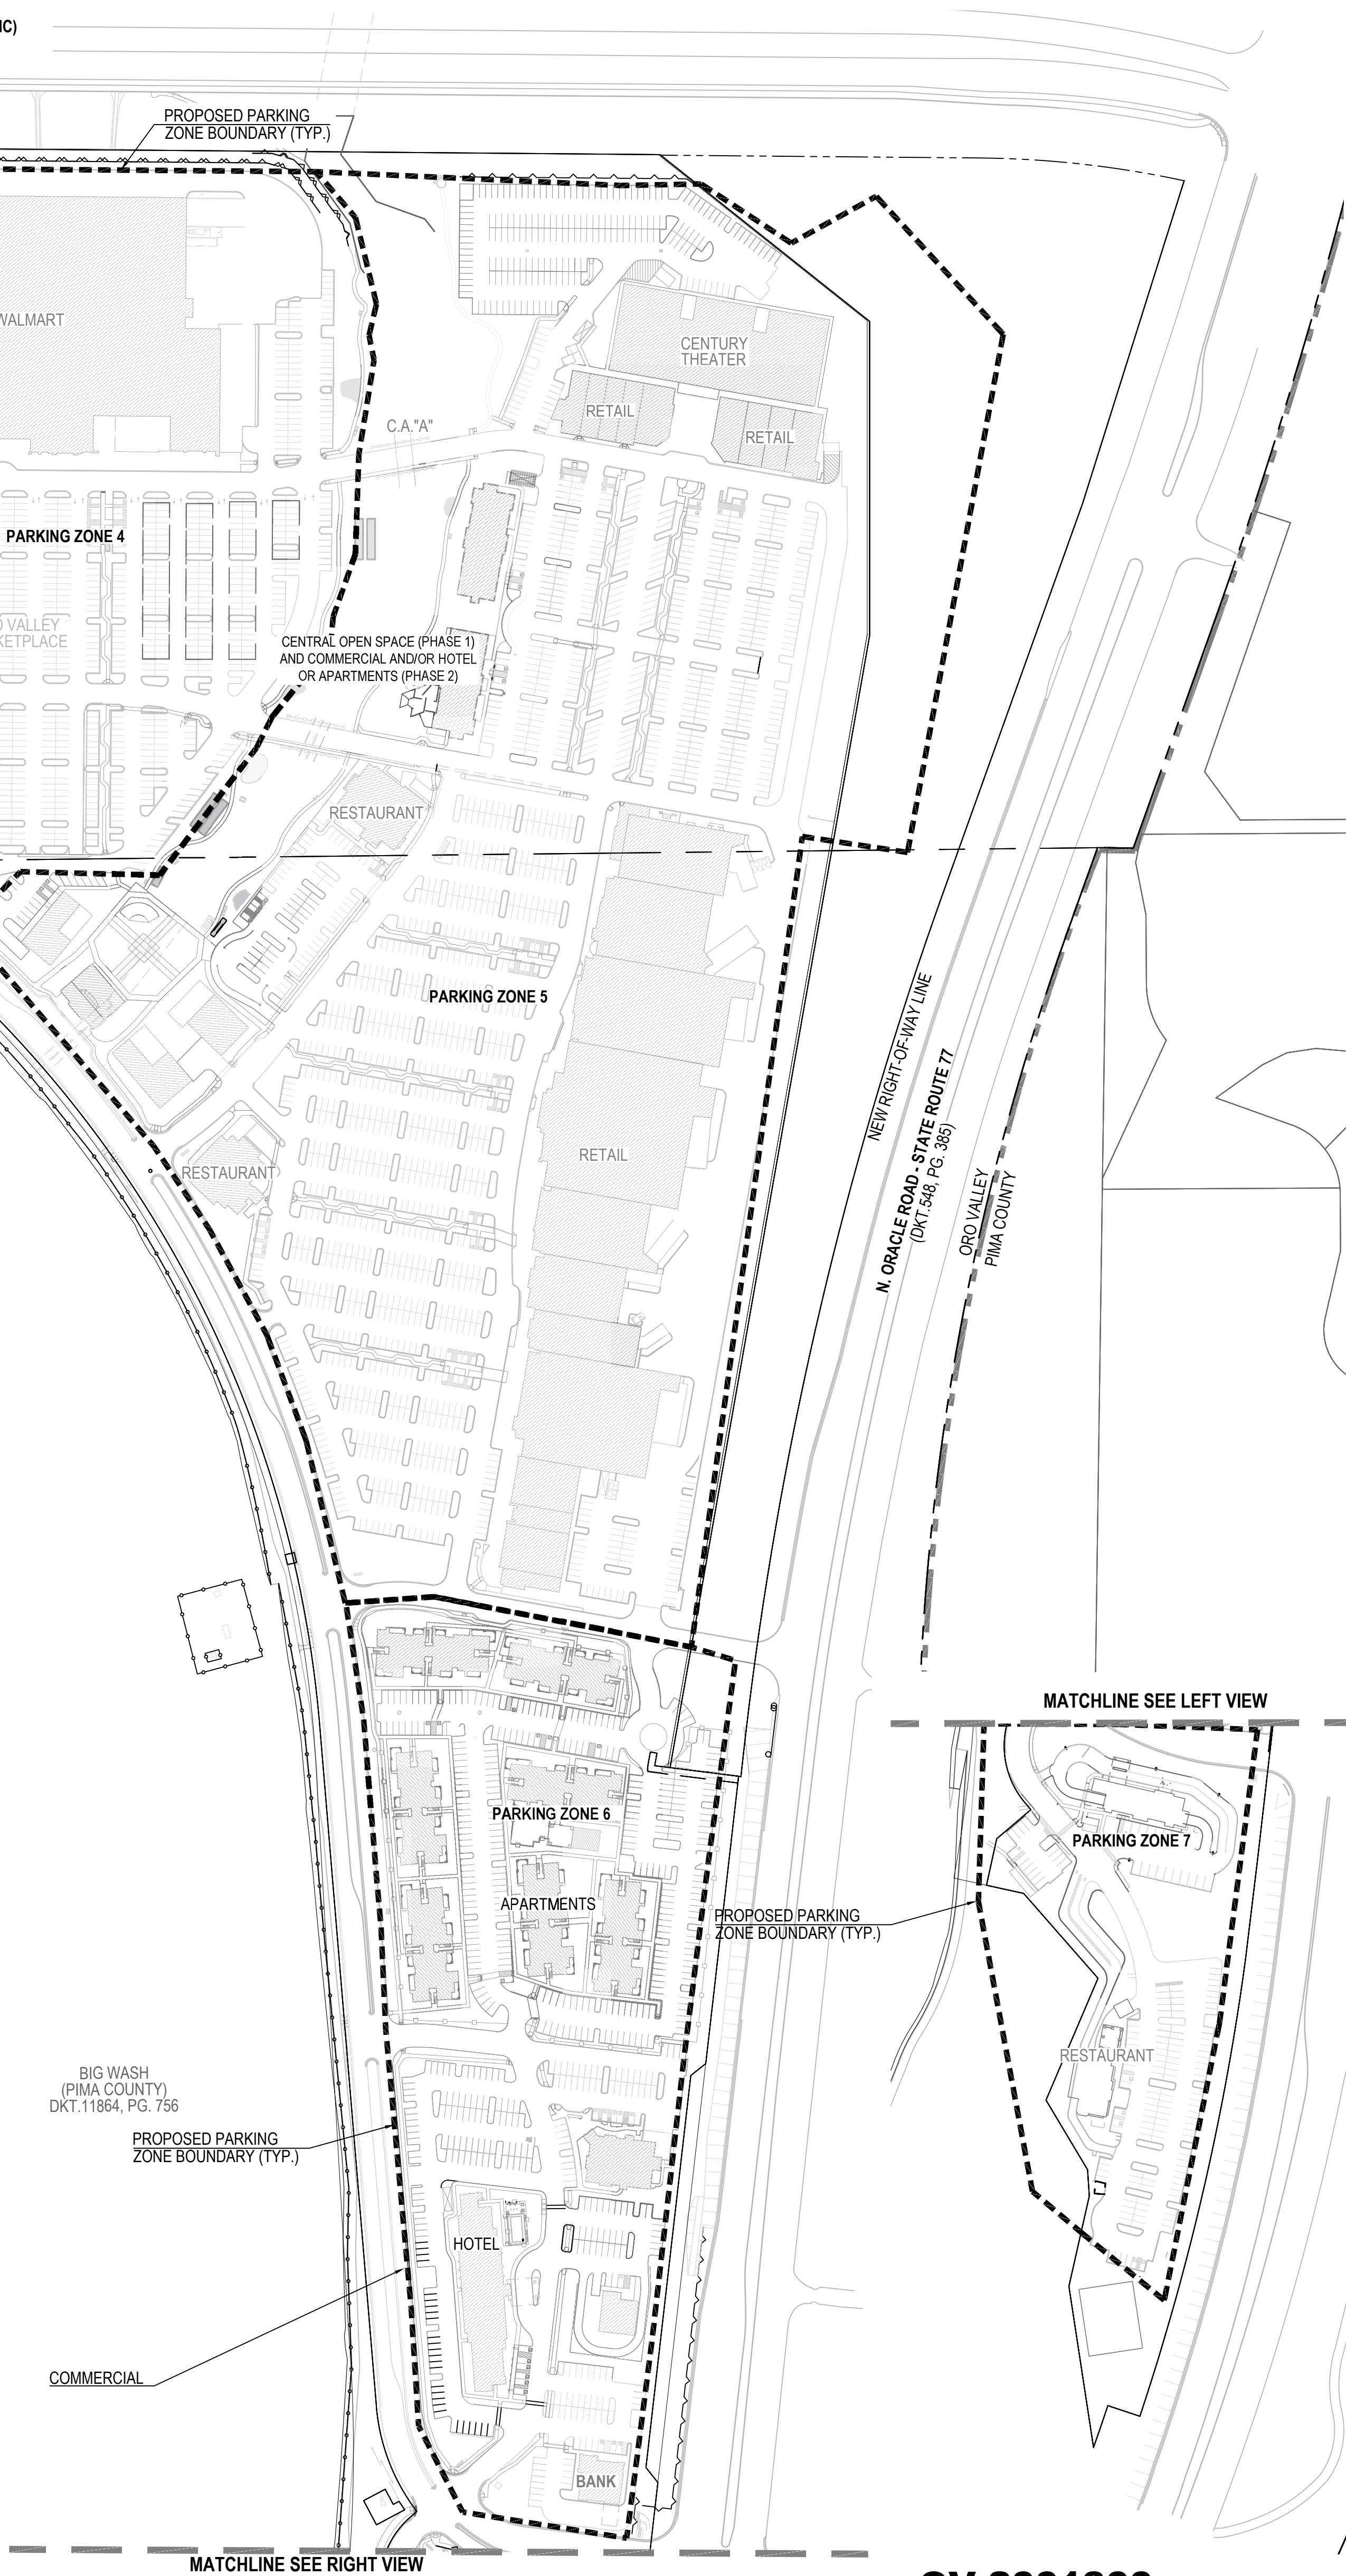 PROPOSED PARKING
ZONE BOUNDARY (TYP.)
WALMART
CENTURY
THEATER
RETAIL
RETAIL
C.A."A"
PARKING ZONE 4
VALLEY
CENTRAL OPEN SPACE (PHASE 1)
AND COMMERCIAL AND/OR HOTEL
OR APARTMENTS (PHASE 2)
RESTAURANT
PARKING ZONE 5
NEW RIGHT-OF-WAY LINE
N. ORACLE ROAD - STATE ROUTE 77
(DKT.548, PG. 385)
ORO VALLEY
PIMA COUNTY
RETAIL
RESTAURANT
MATCHLINE SEE LEFT VIEW
PARKING ZONE 6
PARKING ZONE 7
APARTMENTS
PROPOSED PARKING
ZONE BOUNDARY (TYP.)
RESTAURANT
BIG WASH
(PIMA COUNTY)
DKT.11864, PG. 756
PROPOSED PARKING
ZONE BOUNDARY (TYP.)
HOTEL
COMMERCIAL
BANK
MATCHLINE SEE RIGHT VIEW